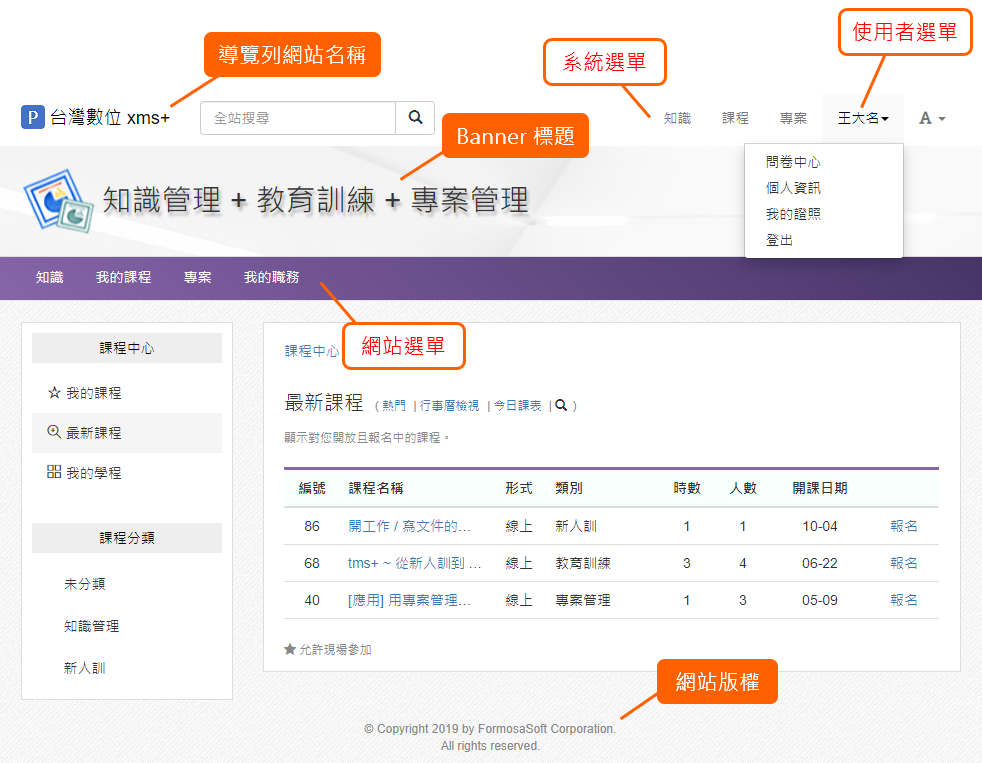 使用者選單
導覽列網站名稱
系統選單
P 台灣數位 xms+
全站搜尋
知識 課程 專案 王大名 A
Banner 標題
問卷中心
個人資訊
我的證照
登出
知識管理 + 教育訓練 + 專案管理
知識 我的課程 專案 我的職務
網站選單
課程中心
我的課程
最新課程
我的學程
課程分類
未分類
知識管理
新人訓
課程中心
最新課程 ( 熱門 | 行事曆檢視 | 今日課表 | )
顯示對您開放且報名中的課程。
編號 課程名稱 形式 類別 時數 人數 開課日期
86 開工作 / 寫文件的... 線上 新人訓 1 1 10-04 報名
68 tms+ ~ 從新人訓到 ... 線上 教育訓練 3 4 06-22 報名
40 [應用] 用專案管理... 線上 專案管理 1 3 05-09 報名
允許現場參加
網站版權
© Copyright 2019 by FormosaSoft Corporation.
All rights reserved.